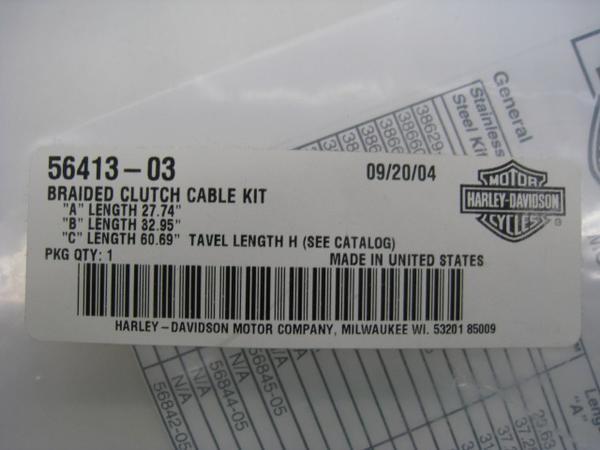 56413-03
09/20/04
BRAIDED CLUTCH CABLE KIT
"A" LENGTH 27.74"
"B" LENGTH 32.95"
"C" LENGTH 60.69" TAVEL LENGTH H (SEE CATALOG)
PKG QTY: 1
MADE IN UNITED STATES
HARLEY-DAVIDSON MOTOR COMPANY, MILWAUKEE WI. 53201 85009
MOTOR
HARLEY-DAVIDSON
CYCLES
General
Stainless
Steel Kit
N/A
N/A
56842-05
N/A
56844-05
56845-05
Length
"A"